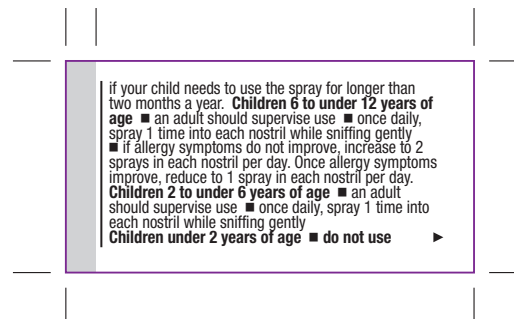 if your child needs to use the spray for longer than
two months a year. Children 6 to under 12 years of
age ■ an adult should supervise use ■ once daily,
spray 1 time into each nostril while sniffing gently
■ if allergy symptoms do not improve, increase to 2
sprays in each nostril per day. Once allergy symptoms
improve, reduce to 1 spray in each nostril per day.
Children 2 to under 6 years of age ■ an adult
should supervise use ■ once daily, spray 1 time into
each nostril while sniffing gently
Children under 2 years of age ■ do not use ►